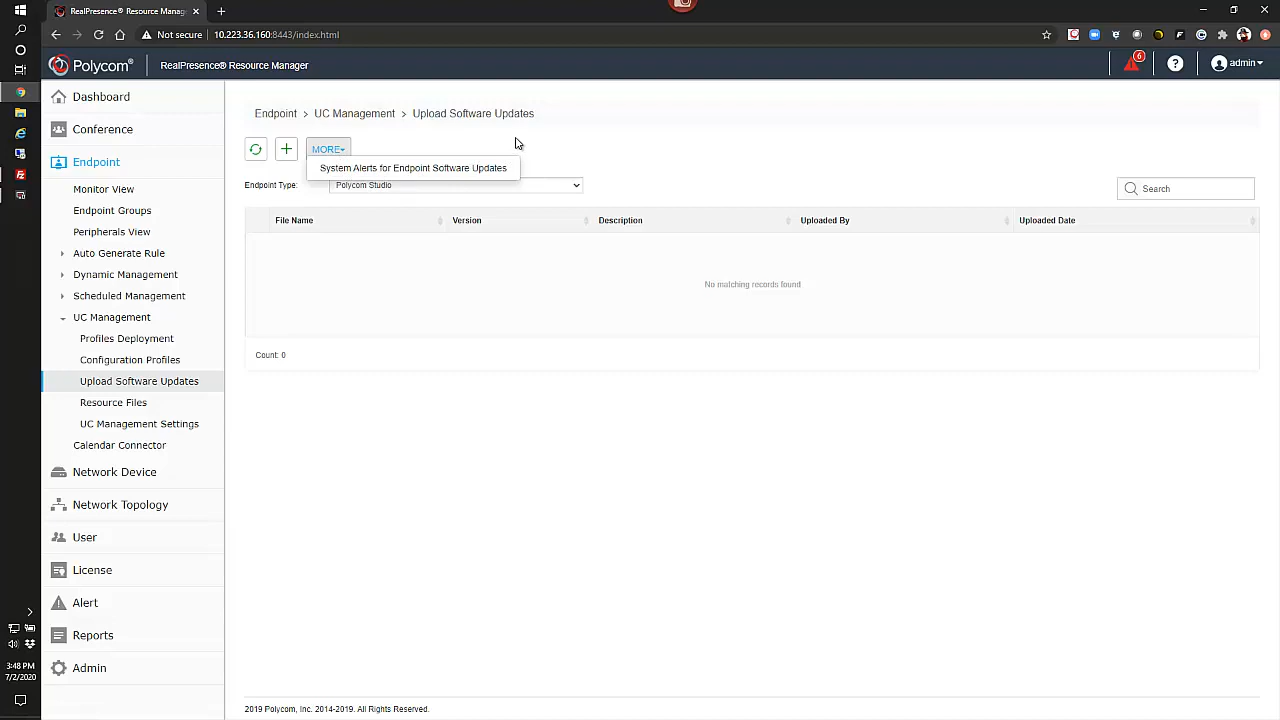 RealPresence® Resource Manag
Not secure
10.223.36.160:8443/index.html
Polycom®
RealPresence® Resource Manager
6
?
admin
Dashboard
Conference
Endpoint
Monitor View
Endpoint Groups
Peripherals View
Auto Generate Rule
Dynamic Management
Scheduled Management
UC Management
Profiles Deployment
Configuration Profiles
Upload Software Updates
Resource Files
UC Management Settings
Calendar Connector
Network Device
Network Topology
User
License
Alert
Reports
Admin
Endpoint > UC Management > Upload Software Updates
MORE
System Alerts for Endpoint Software Updates
Endpoint Type: Polycom Studio
Search
File Name Version Description Uploaded By Uploaded Date
No matching records found
Count: 0
2019 Polycom, Inc. 2014-2019. All Rights Reserved.
3:48 PM
7/2/2020